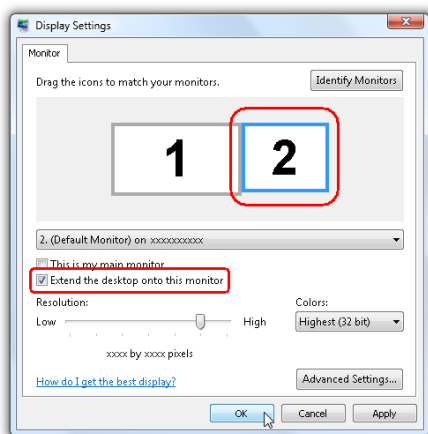 Display Settings
Monitor
Drag the icons to match your monitors.
Identify Monitors
1
2
2. (Default Monitor) on xxxxxxxxxx
This is my main monitor
Extend the desktop onto this monitor
Resolution:
Colors:
Low
High
Highest (32 bit)
xxxx by xxxx pixels
How do I get the best display?
Advanced Settings...
OK
Cancel
Apply